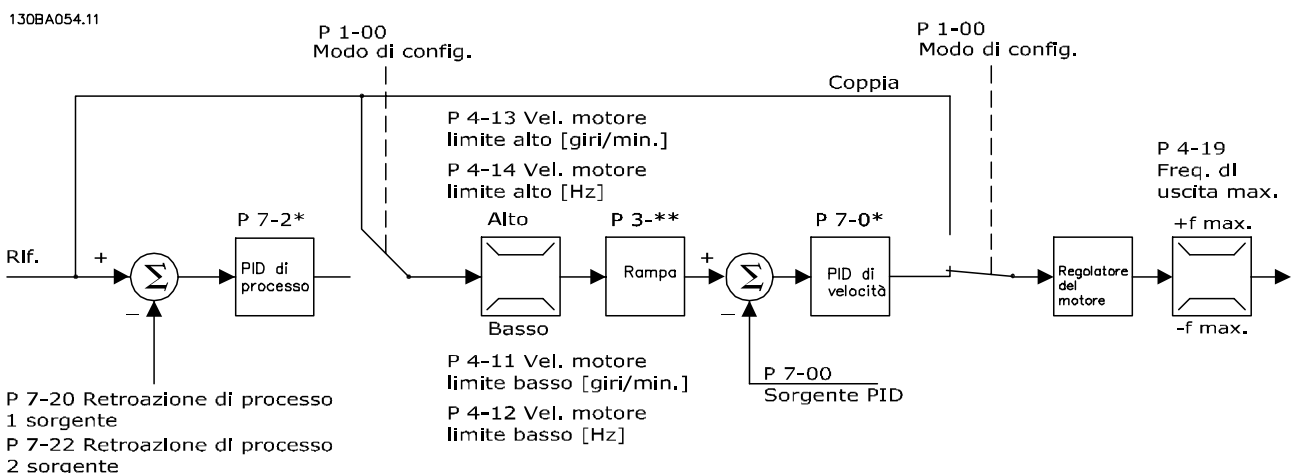 130BA054.11
P 1-00
Modo di config.
P 1-00
Modo di config.
Coppia
P 4-13 Vel. motore
limite alto [giri/min.]
P 4-14 Vel. motore
limite alto [Hz]
P 4-19
Freq. dI
uscita max.
P 7-2*
Alto
P 3-**
P 7-0*
+f max.
RIf.
+
Σ
PID di
processo
Rampa
+
Σ
PID di
velocità
Regolatore
del
motore
_
_
Basso
-f max.
P 4-11 Vel. motore
limite basso [giri/min.]
P 4-12 Vel. motore
limite basso [Hz]
P 7-00
Sorgente PID
P 7-20 Retroazione di processo
1 sorgente
P 7-22 Retroazione di processo
2 sorgente